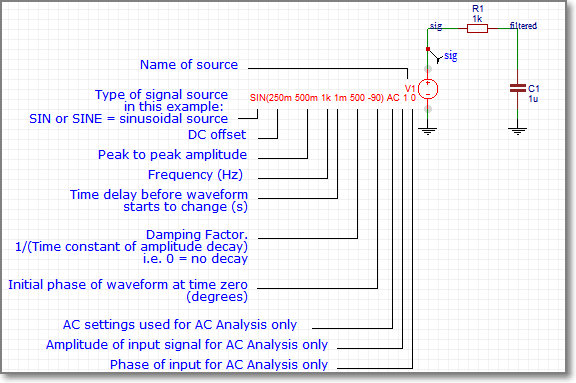 R1
1k
sig
filtered
sig
Name of source
V1
C1
1u
Type of signal source
in this example:
SIN or SINE = sinusoidal source
SIN(250m 500m 1k 1m 500 -90) AC 1 0
DC offset
Peak to peak amplitude
Frequency (Hz)
Time delay before waveform
starts to change (s)
Damping Factor.
1/(Time constant of amplitude decay)
i.e. 0 = no decay
Initial phase of waveform at time zero
(degrees)
AC settings used for AC Analysis only
Amplitude of input signal for AC Analysis only
Phase of input for AC Analysis only